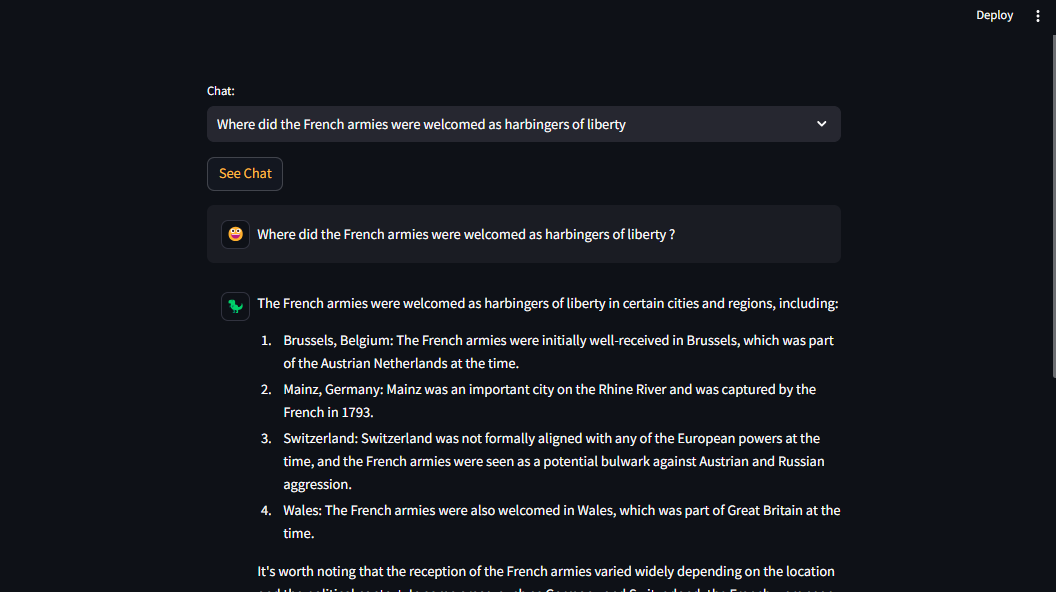 Deploy
Chat:
Where did the French armies were welcomed as harbingers of liberty
See Chat
Where did the French armies were welcomed as harbingers of liberty ?
The French armies were welcomed as harbingers of liberty in certain cities and regions, including:
1. Brussels, Belgium: The French armies were initially well-received in Brussels, which was part
of the Austrian Netherlands at the time.
2. Mainz, Germany: Mainz was an important city on the Rhine River and was captured by the
French in 1793.
3. Switzerland: Switzerland was not formally aligned with any of the European powers at the
time, and the French armies were seen as a potential bulwark against Austrian and Russian
aggression.
4. Wales: The French armies were also welcomed in Wales, which was part of Great Britain at the
time.
It's worth noting that the reception of the French armies varied widely depending on the location